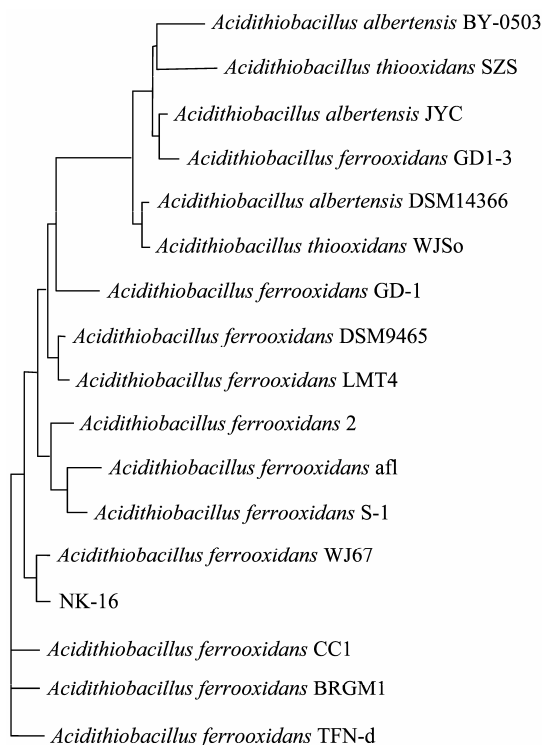 Acidithiobacillus albertensis BY-0503
Acidithiobacillus thiooxidans SZS
Acidithiobacillus albertensis JYC
Acidithiobacillus ferrooxidans GD1-3
Acidithiobacillus albertensis DSM14366
Acidithiobacillus thiooxidans WJSo
Acidithiobacillus ferrooxidans GD-1
Acidithiobacillus ferrooxidans DSM9465
Acidithiobacillus ferrooxidans LMT4
Acidithiobacillus ferrooxidans 2
Acidithiobacillus ferrooxidans afl
Acidithiobacillus ferrooxidans S-1
Acidithiobacillus ferrooxidans WJ67
NK-16
Acidithiobacillus ferrooxidans CC1
Acidithiobacillus ferrooxidans BRGM1
Acidithiobacillus ferrooxidans TFN-d